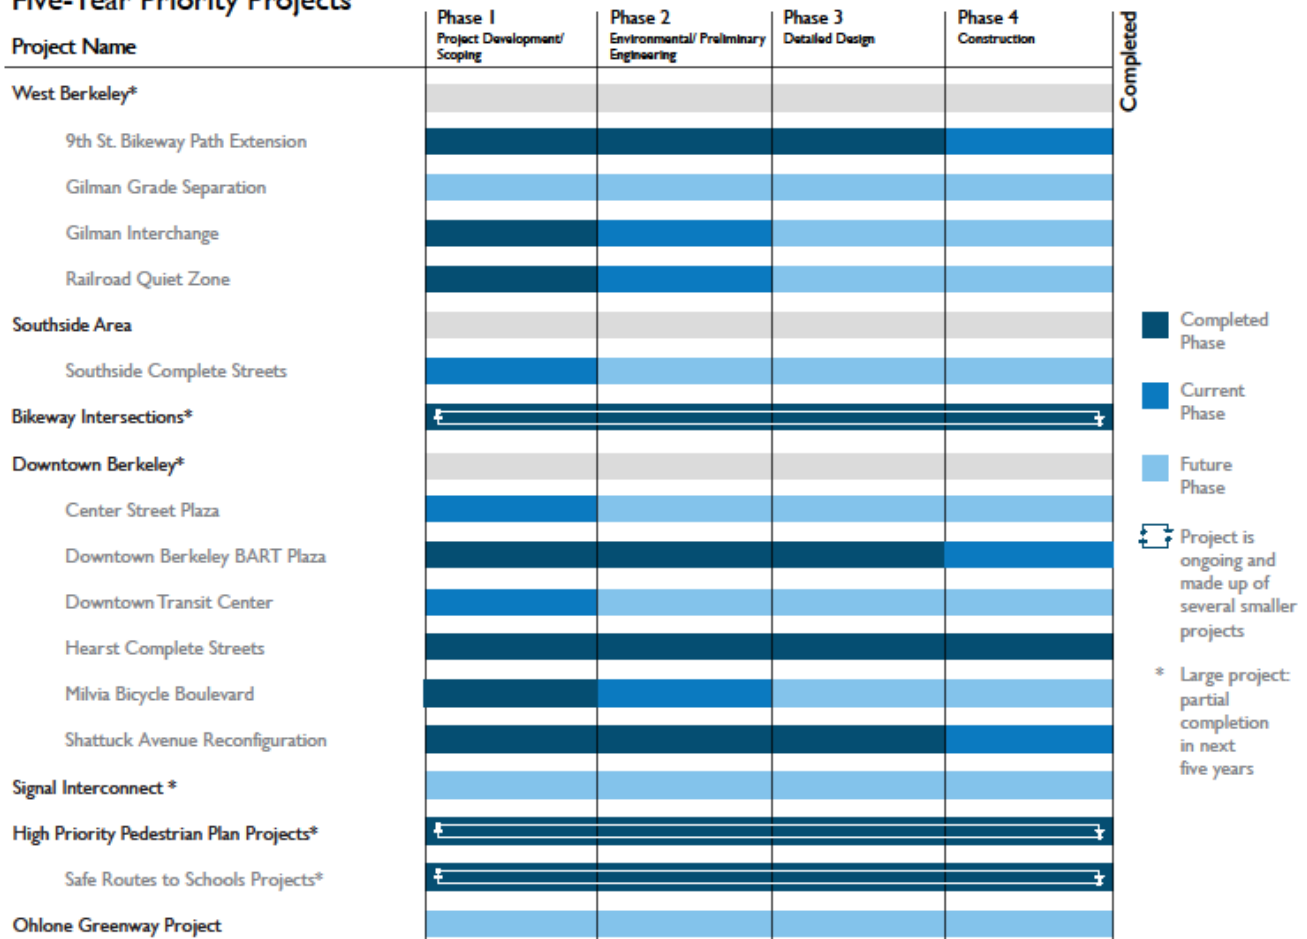 Five-Year Priority Projects
Project Name
Phase 1
Project Development/
Scoping
Phase 2
Environmental/ Preliminary
Engineering
Phase 3
Detailed Design
Phase 4
Construction
Completed
West Berkeley*
9th St. Bikeway Path Extension
Gilman Grade Separation
Gilman Interchange
Railroad Quiet Zone
Southside Area
Southside Complete Streets
Bikeway Intersections*
Downtown Berkeley*
Center Street Plaza
Downtown Berkeley BART Plaza
Downtown Transit Center
Hearst Complete Streets
Milvia Bicycle Boulevard
Shattuck Avenue Reconfiguration
Signal Interconnect *
High Priority Pedestrian Plan Projects*
Safe Routes to Schools Projects*
Ohlone Greenway Project
Completed
Phase
Current
Phase
Future
Phase
Project is
ongoing and
made up of
several smaller
projects
* Large project:
partial
completion
in next
five years